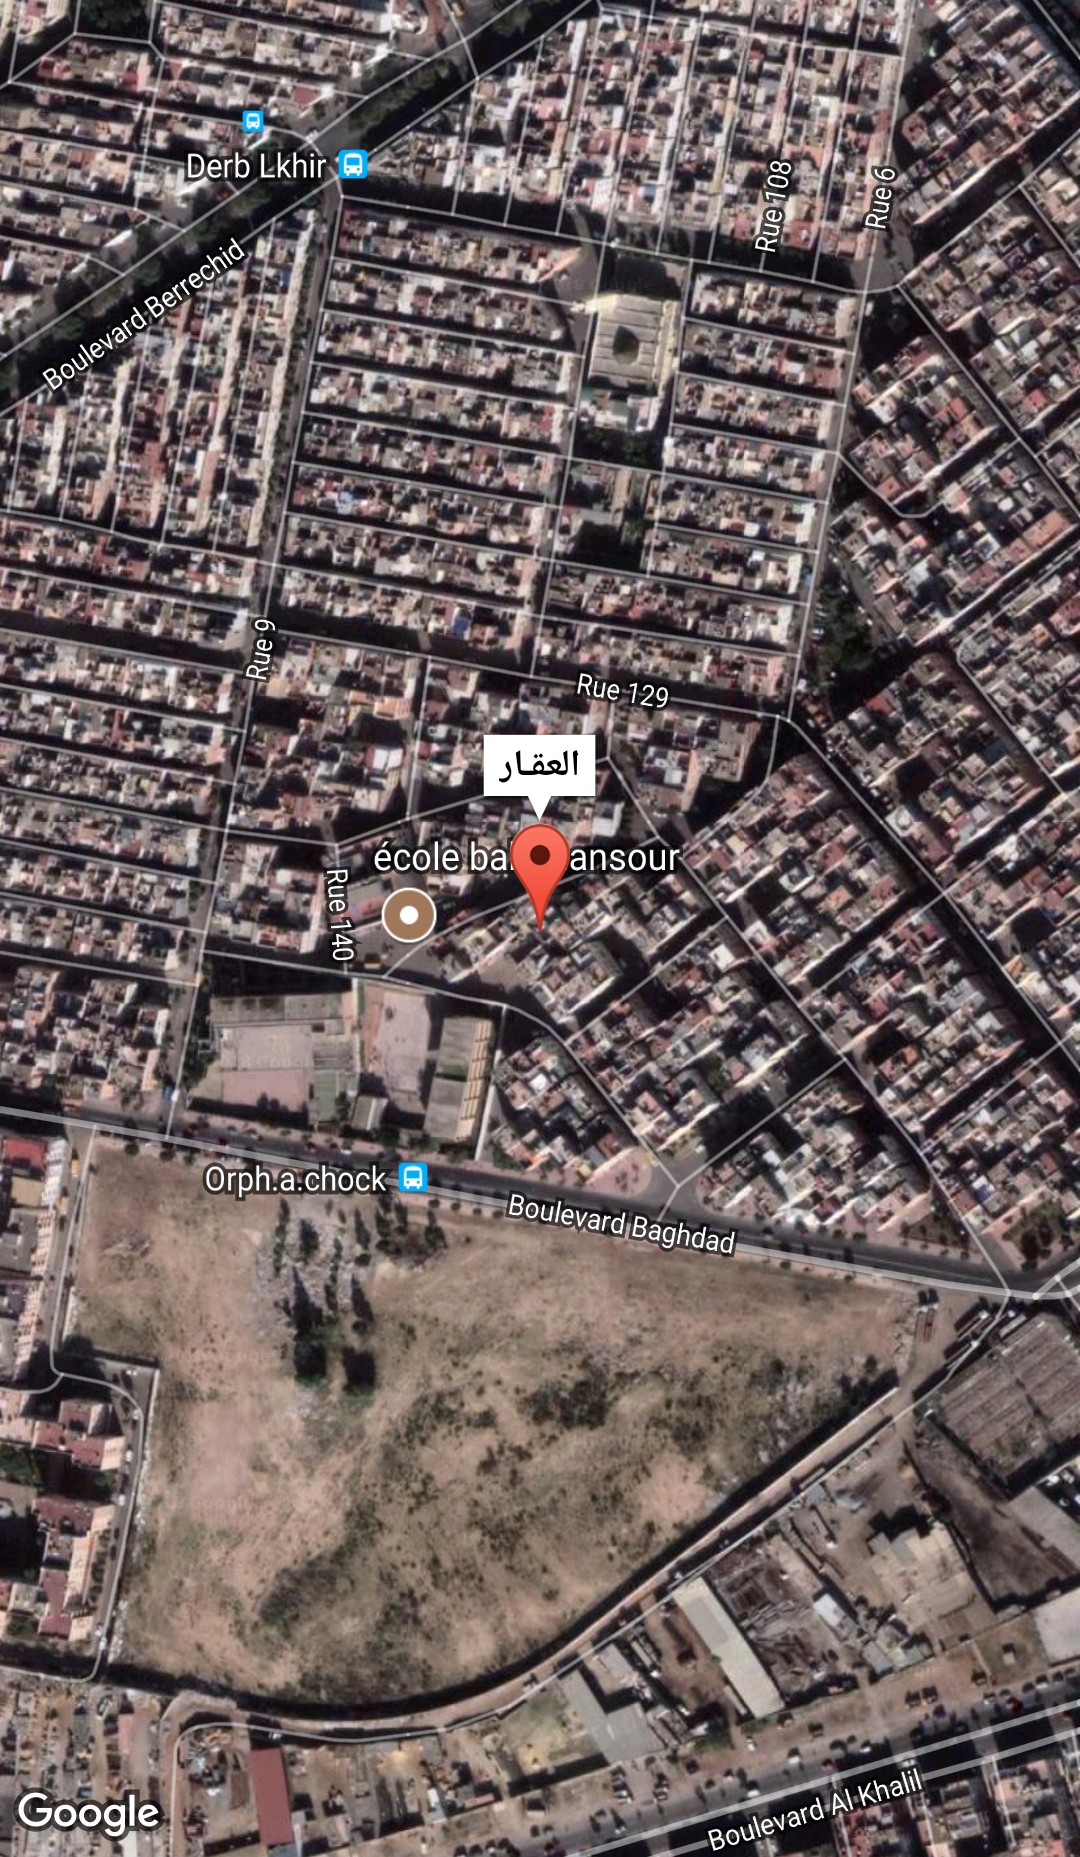 Derb Lkhir
Rue 108
Rue 6
Boulevard Berrechid
Rue 9
Rue 129
العقار
école ba
ansour
Rue 140
Orph.a.chock
Boulevard Baghdad
Boulevard Al Khalil
Google